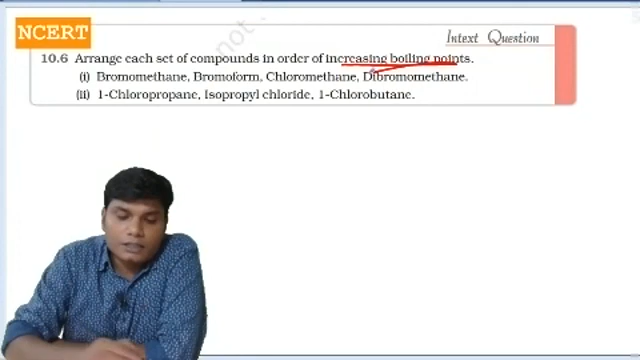 NCERT
Intext Question
10.6 Arrange each set of compounds in order of increasing boiling points.
(i) Bromomethane, Bromoform, Chloromethane, Dibromomethane.
(ii) 1-Chloropropane, Isopropyl chloride, 1-Chlorobutane.
not